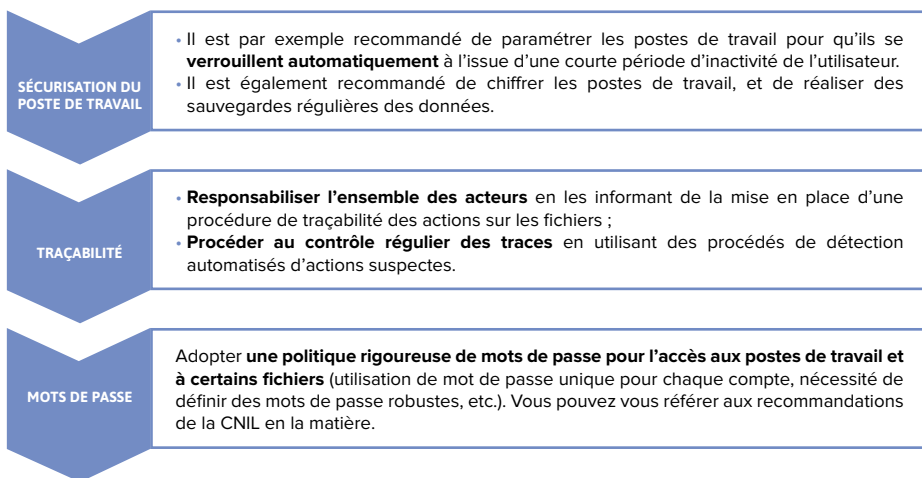 SÉCURISATION DU
POSTE DE TRAVAIL
• Il est par exemple recommandé de paramétrer les postes de travail pour qu'ils se
verrouillent automatiquement à l'issue d'une courte période d'inactivité de l'utilisateur.
• Il est également recommandé de chiffrer les postes de travail, et de réaliser des
sauvegardes régulières des données.
TRAÇABILITÉ
• Responsabiliser l'ensemble des acteurs en les informant de la mise en place d'une
procédure de traçabilité des actions sur les fichiers ;
• Procéder au contrôle régulier des traces en utilisant des procédés de détection
automatisés d'actions suspectes.
MOTS DE PASSE
Adopter une politique rigoureuse de mots de passe pour l'accès aux postes de travail et
à certains fichiers (utilisation de mot de passe unique pour chaque compte, nécessité de
définir des mots de passe robustes, etc.). Vous pouvez vous référer aux recommandations
de la CNIL en la matière.